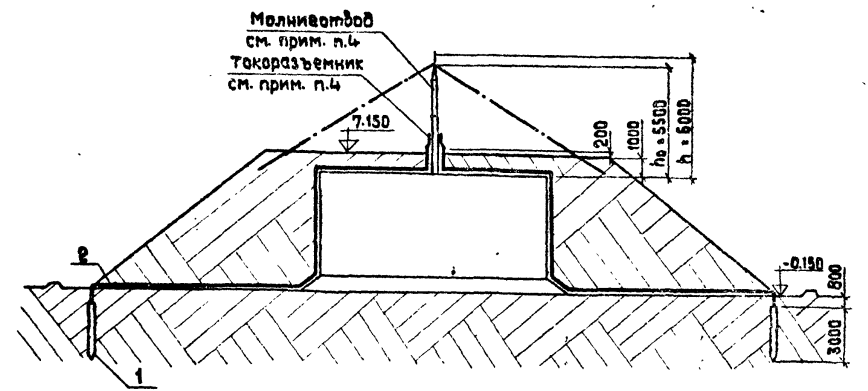 Молниеотвод
см. прим. п.4
Токоразъемник
см. прим. п.4
7.150
200
1000
h₀ = 5500
h = 6000
2
-0.150
800
3000
1